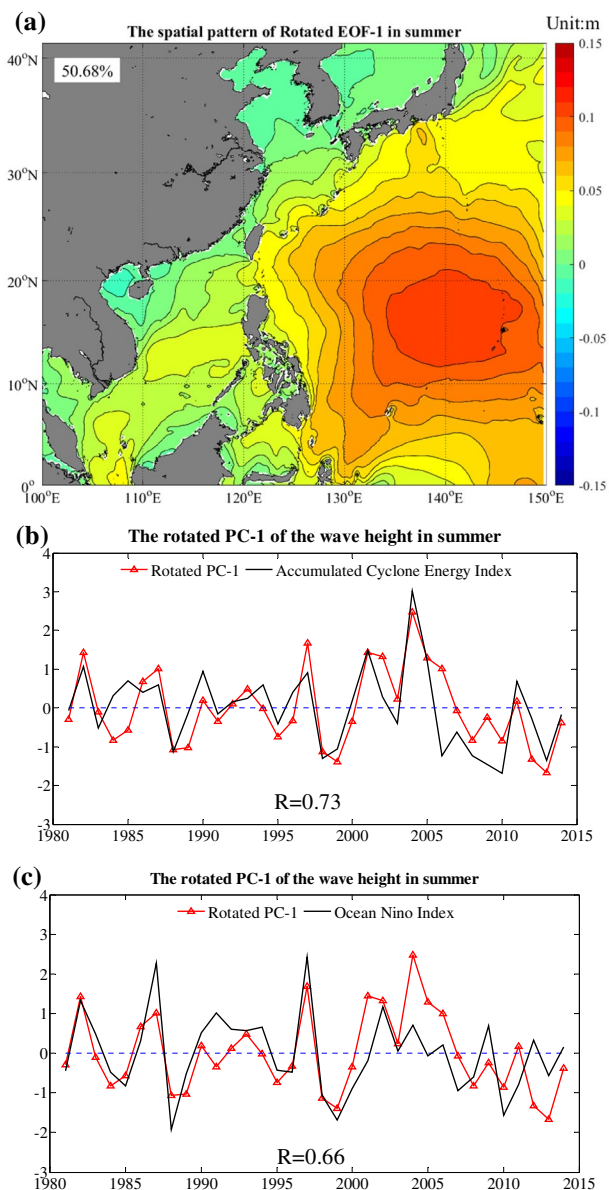 (a)
The spatial pattern of Rotated EOF-1 in summer
Unit:m
50.68%
40°N
30°N
20°N
10°N
0°
100°E 110°E 120°E 130°E 140°E 150°E
0.15
0.1
0.05
0
-0.05
-0.1
-0.15
(b)
The rotated PC-1 of the wave height in summer
Rotated PC-1 Accumulated Cyclone Energy Index
4
3
2
1
0
-1
-2
-3
R=0.73
1980 1985 1990 1995 2000 2005 2010 2015
(c)
The rotated PC-1 of the wave height in summer
Rotated PC-1 Ocean Nino Index
4
3
2
1
0
-1
-2
-3
R=0.66
1980 1985 1990 1995 2000 2005 2010 2015